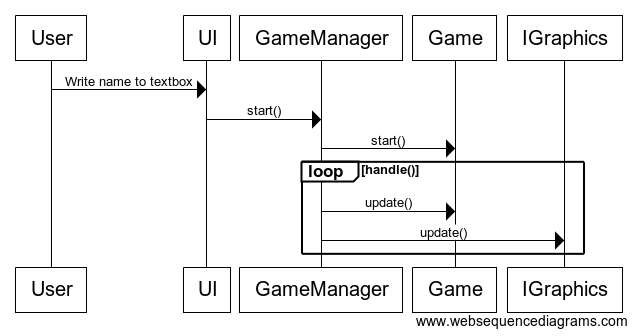 User UI GameManager Game IGraphics
Write name to textbox
start()
start()
loop [handle()]
update()
update()
User UI GameManager Game IGraphics
www.websequencediagrams.com